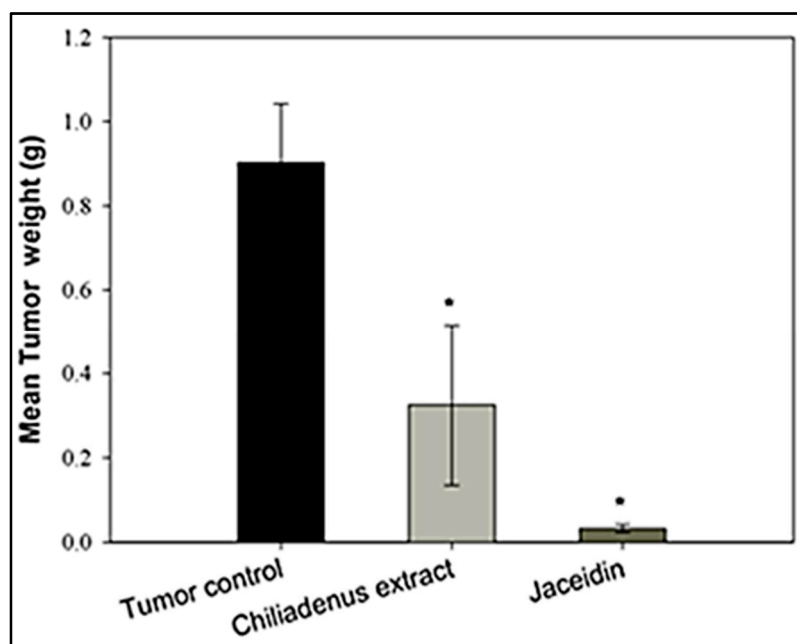 Mean Tumor weight (g)
1.2
1.0
0.8
0.6
0.4
0.2
0.0
*
*
Tumor control
Chiliadenus extract
Jaceidin